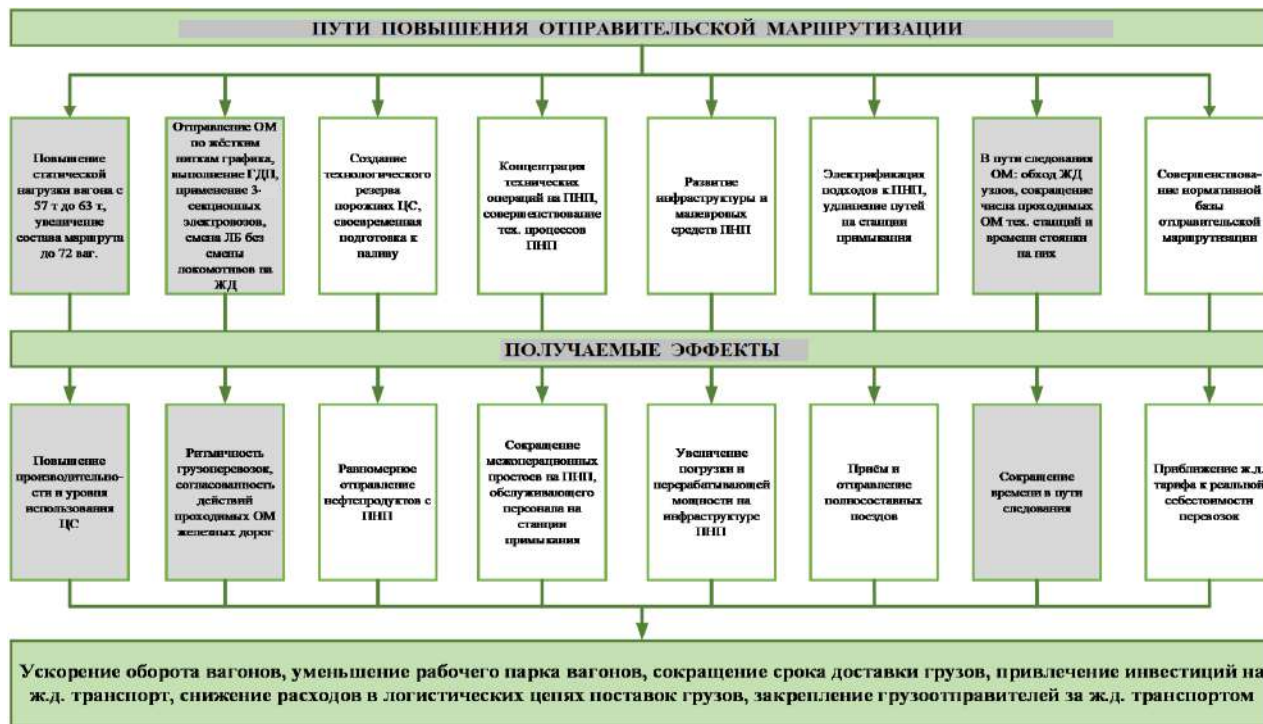 ПУТИ ПОВЫШЕНИЯ ОТПРАВИТЕЛЬСКОЙ МАРШРУТИЗАЦИИ
Повышение
статической
нагрузки вагона с
57 т до 63 т,
увеличение
состава маршрута
до 72 ваг.
Отправление ОМ
по жёстким
ниткам графика,
выполнение ГДП,
применение 3-
секционных
электровозов,
смена ЛБ без
смены
локомотивов на
ЖД
Создание
технологического
резерва
порожних ЦС,
своевременная
подготовка к
наливу
Концентрация
технических
операций на ПНП,
совершенствование
тех. процессов
ПНП
Развитие
инфраструктуры и
маневровых
средств ПНП
Электрификация
подходов к ПНП,
удлинение путей
на станции
примыкания
В пути следования
ОМ: обход ЖД
узлов, сокращение
числа проходимых
ОМ тех. станций и
времени стоянки
на них
Совершенствова-
ние нормативной
базы
отправительской
маршрутизации
ПОЛУЧАЕМЫЕ ЭФФЕКТЫ
Повышение
производительно-
сти и уровня
использования
ЦС
Ритмичность
грузоперевозок,
согласованность
действий
проходимых ОМ
железных дорог
Равномерное
отправление
нефтепродуктов с
ПНП
Сокращение
межоперационных
простоев на ПНП,
обслуживающего
персонала на
станции
примыкания
Увеличение
погрузки и
перерабатывающей
мощности на
инфраструктуре
ПНП
Приём и
отправление
полносоставных
поездов
Сокращение
времени в пути
следования
Приближение ж.д.
тарифа к реальной
себестоимости
перевозок
Ускорение оборота вагонов, уменьшение рабочего парка вагонов, сокращение срока доставки грузов, привлечение инвестиций на
ж.д. транспорт, снижение расходов в логистических цепях поставок грузов, закрепление грузоотправителей за ж.д. транспортом